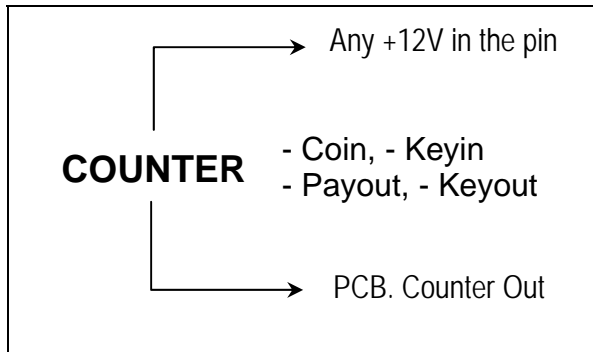 Any +12V in the pin
COUNTER
- Coin, - Keyin
- Payout, - Keyout
PCB. Counter Out